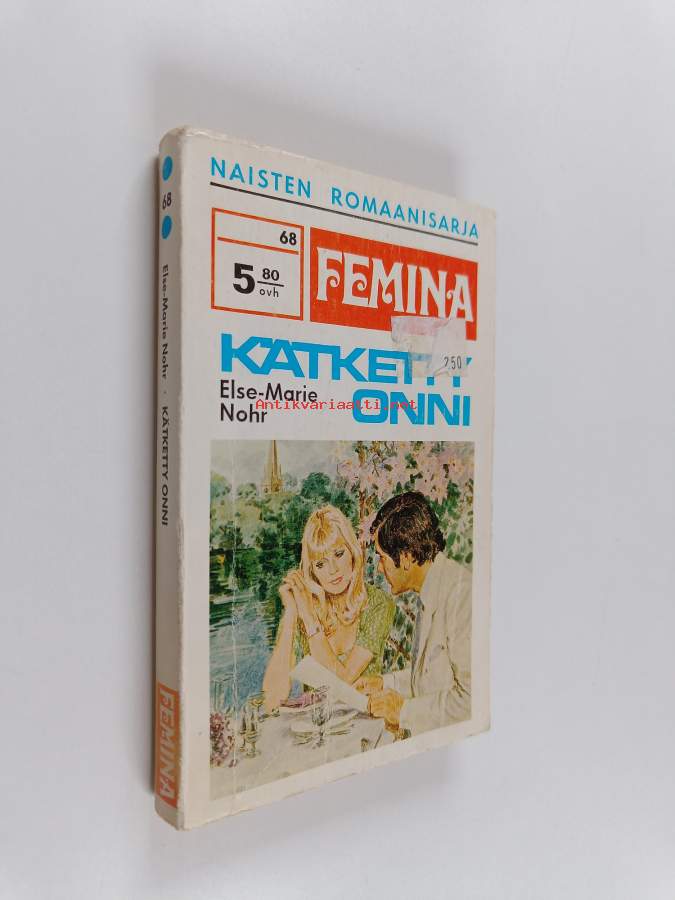 NAISTEN ROMAANISARJA
68
5 80
ovh
FEMINA
250
KÄTKETTY
ONNI
Else-Marie
Nohr
Antikvariaatti.net
68
Else-Marie Nohr · KÄTKETTY ONNI
FEMINA